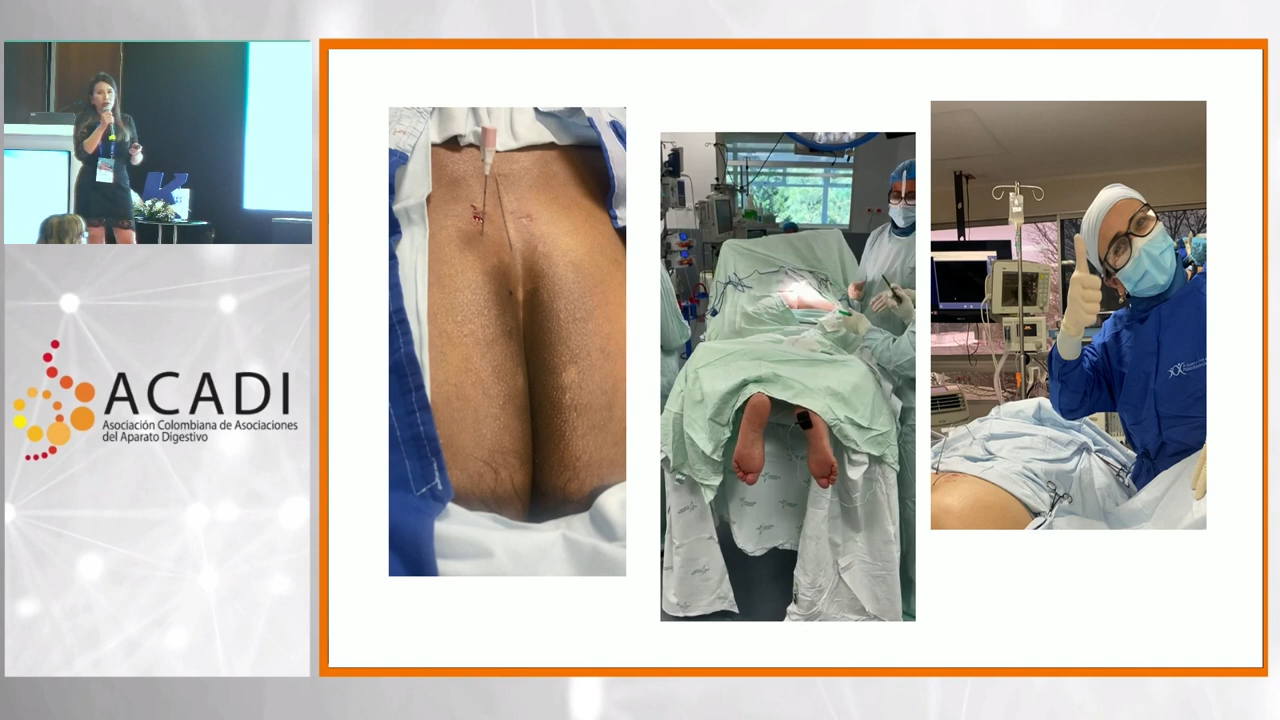 ACADI
Asociación Colombiana de Asociaciones
del Aparato Digestivo
K